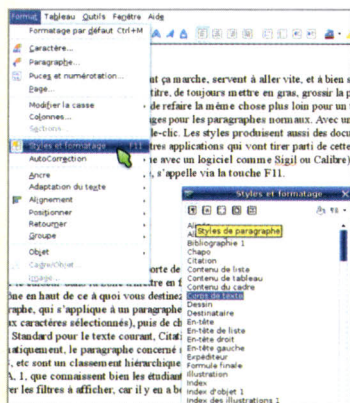 Format Tableau Outils Fenêtre Aide
Formatage par défaut Ctrl+M
Caractère...
Paragraphe...
Puces et numérotation...
Page...
Modifier la casse
Colonnes...
Sections...
Styles et formatage F11
AutoCorrection
Ancre
Adaptation du texte
Alignement
Positionner
Retourner
Groupe
Objet
Cadre/Objet...
Image...
nt ça marche, servent à aller vite, et à bien s
titre, de toujours mettre en gras, grossir la p
de refaire la même chose plus loin pour un
ges pour les paragraphes normaux. Avec un
le-clic. Les styles produisent aussi des docu
tres applications qui vont tirer parti de cette
e avec un logiciel comme Sigil ou Calibre)
, s'appelle via la touche F11.
Styles et formatage
Styles de paragraphe
Bibliographie 1
Chapo
Citation
Contenu de liste
Contenu de tableau
Contenu du cadre
Corps de texte
Dessin
Destinataire
En-tête
En-tête de liste
En-tête droit
En-tête gauche
Expéditeur
Formule finale
Illustration
Index
Index d'objet 1
Index des illustrations 1
orte de
tre en f
ône en haut de ce à quoi vous destinez
raphe, qui s'applique à un paragraphe
ux caractères sélectionnés), puis de ch
Standard pour le texte courant, Citati
atiquement, le paragraphe concerné
, etc sont un classement hiérarchique
A. 1, que connaissent bien les étudiant
er les filtres à afficher, car il y en a be